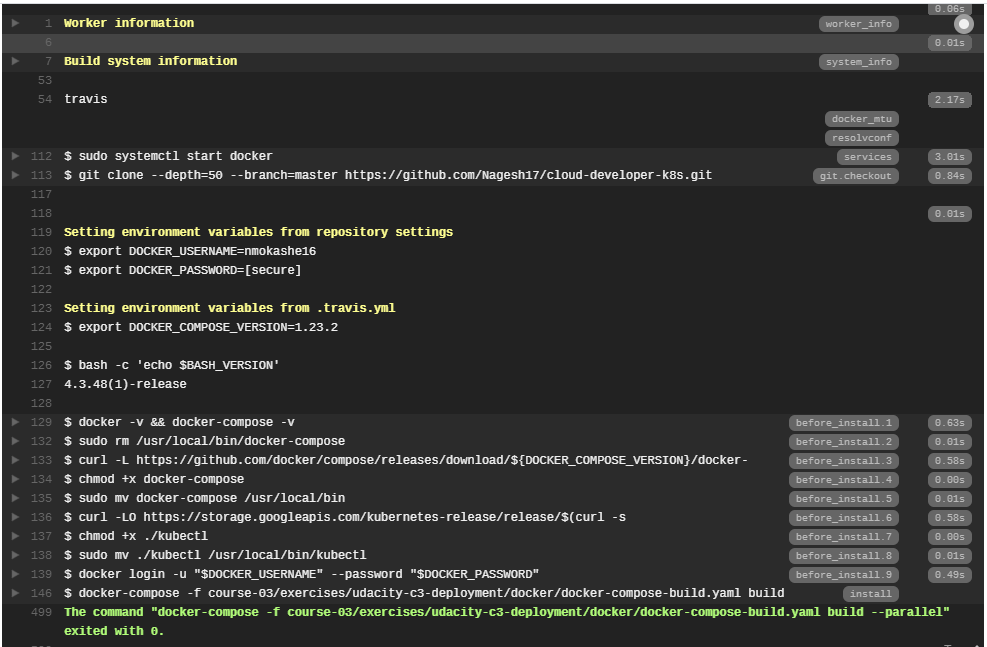 0.06s
1 Worker information worker_info
6 0.01s
7 Build system information system_info
53
54 travis 2.17s
docker_mtu
resolvconf
112 $ sudo systemctl start docker services 3.01s
113 $ git clone --depth=50 --branch=master https://github.com/Nagesh17/cloud-developer-k8s.git git.checkout 0.84s
117
118 0.01s
119 Setting environment variables from repository settings
120 $ export DOCKER_USERNAME=nmokashe16
121 $ export DOCKER_PASSWORD=[secure]
122
123 Setting environment variables from .travis.yml
124 $ export DOCKER_COMPOSE_VERSION=1.23.2
125
126 $ bash -c 'echo $BASH_VERSION'
127 4.3.48(1)-release
128
129 $ docker -v && docker-compose -v before_install.1 0.63s
132 $ sudo rm /usr/local/bin/docker-compose before_install.2 0.01s
133 $ curl -L https://github.com/docker/compose/releases/download/${DOCKER_COMPOSE_VERSION}/docker- before_install.3 0.58s
134 $ chmod +x docker-compose before_install.4 0.00s
135 $ sudo mv docker-compose /usr/local/bin before_install.5 0.01s
136 $ curl -LO https://storage.googleapis.com/kubernetes-release/release/$(curl -s before_install.6 0.58s
137 $ chmod +x ./kubectl before_install.7 0.00s
138 $ sudo mv ./kubectl /usr/local/bin/kubectl before_install.8 0.01s
139 $ docker login -u "$DOCKER_USERNAME" --password "$DOCKER_PASSWORD" before_install.9 0.49s
146 $ docker-compose -f course-03/exercises/udacity-c3-deployment/docker/docker-compose-build.yaml build install
499 The command "docker-compose -f course-03/exercises/udacity-c3-deployment/docker/docker-compose-build.yaml build --parallel"
exited with 0.